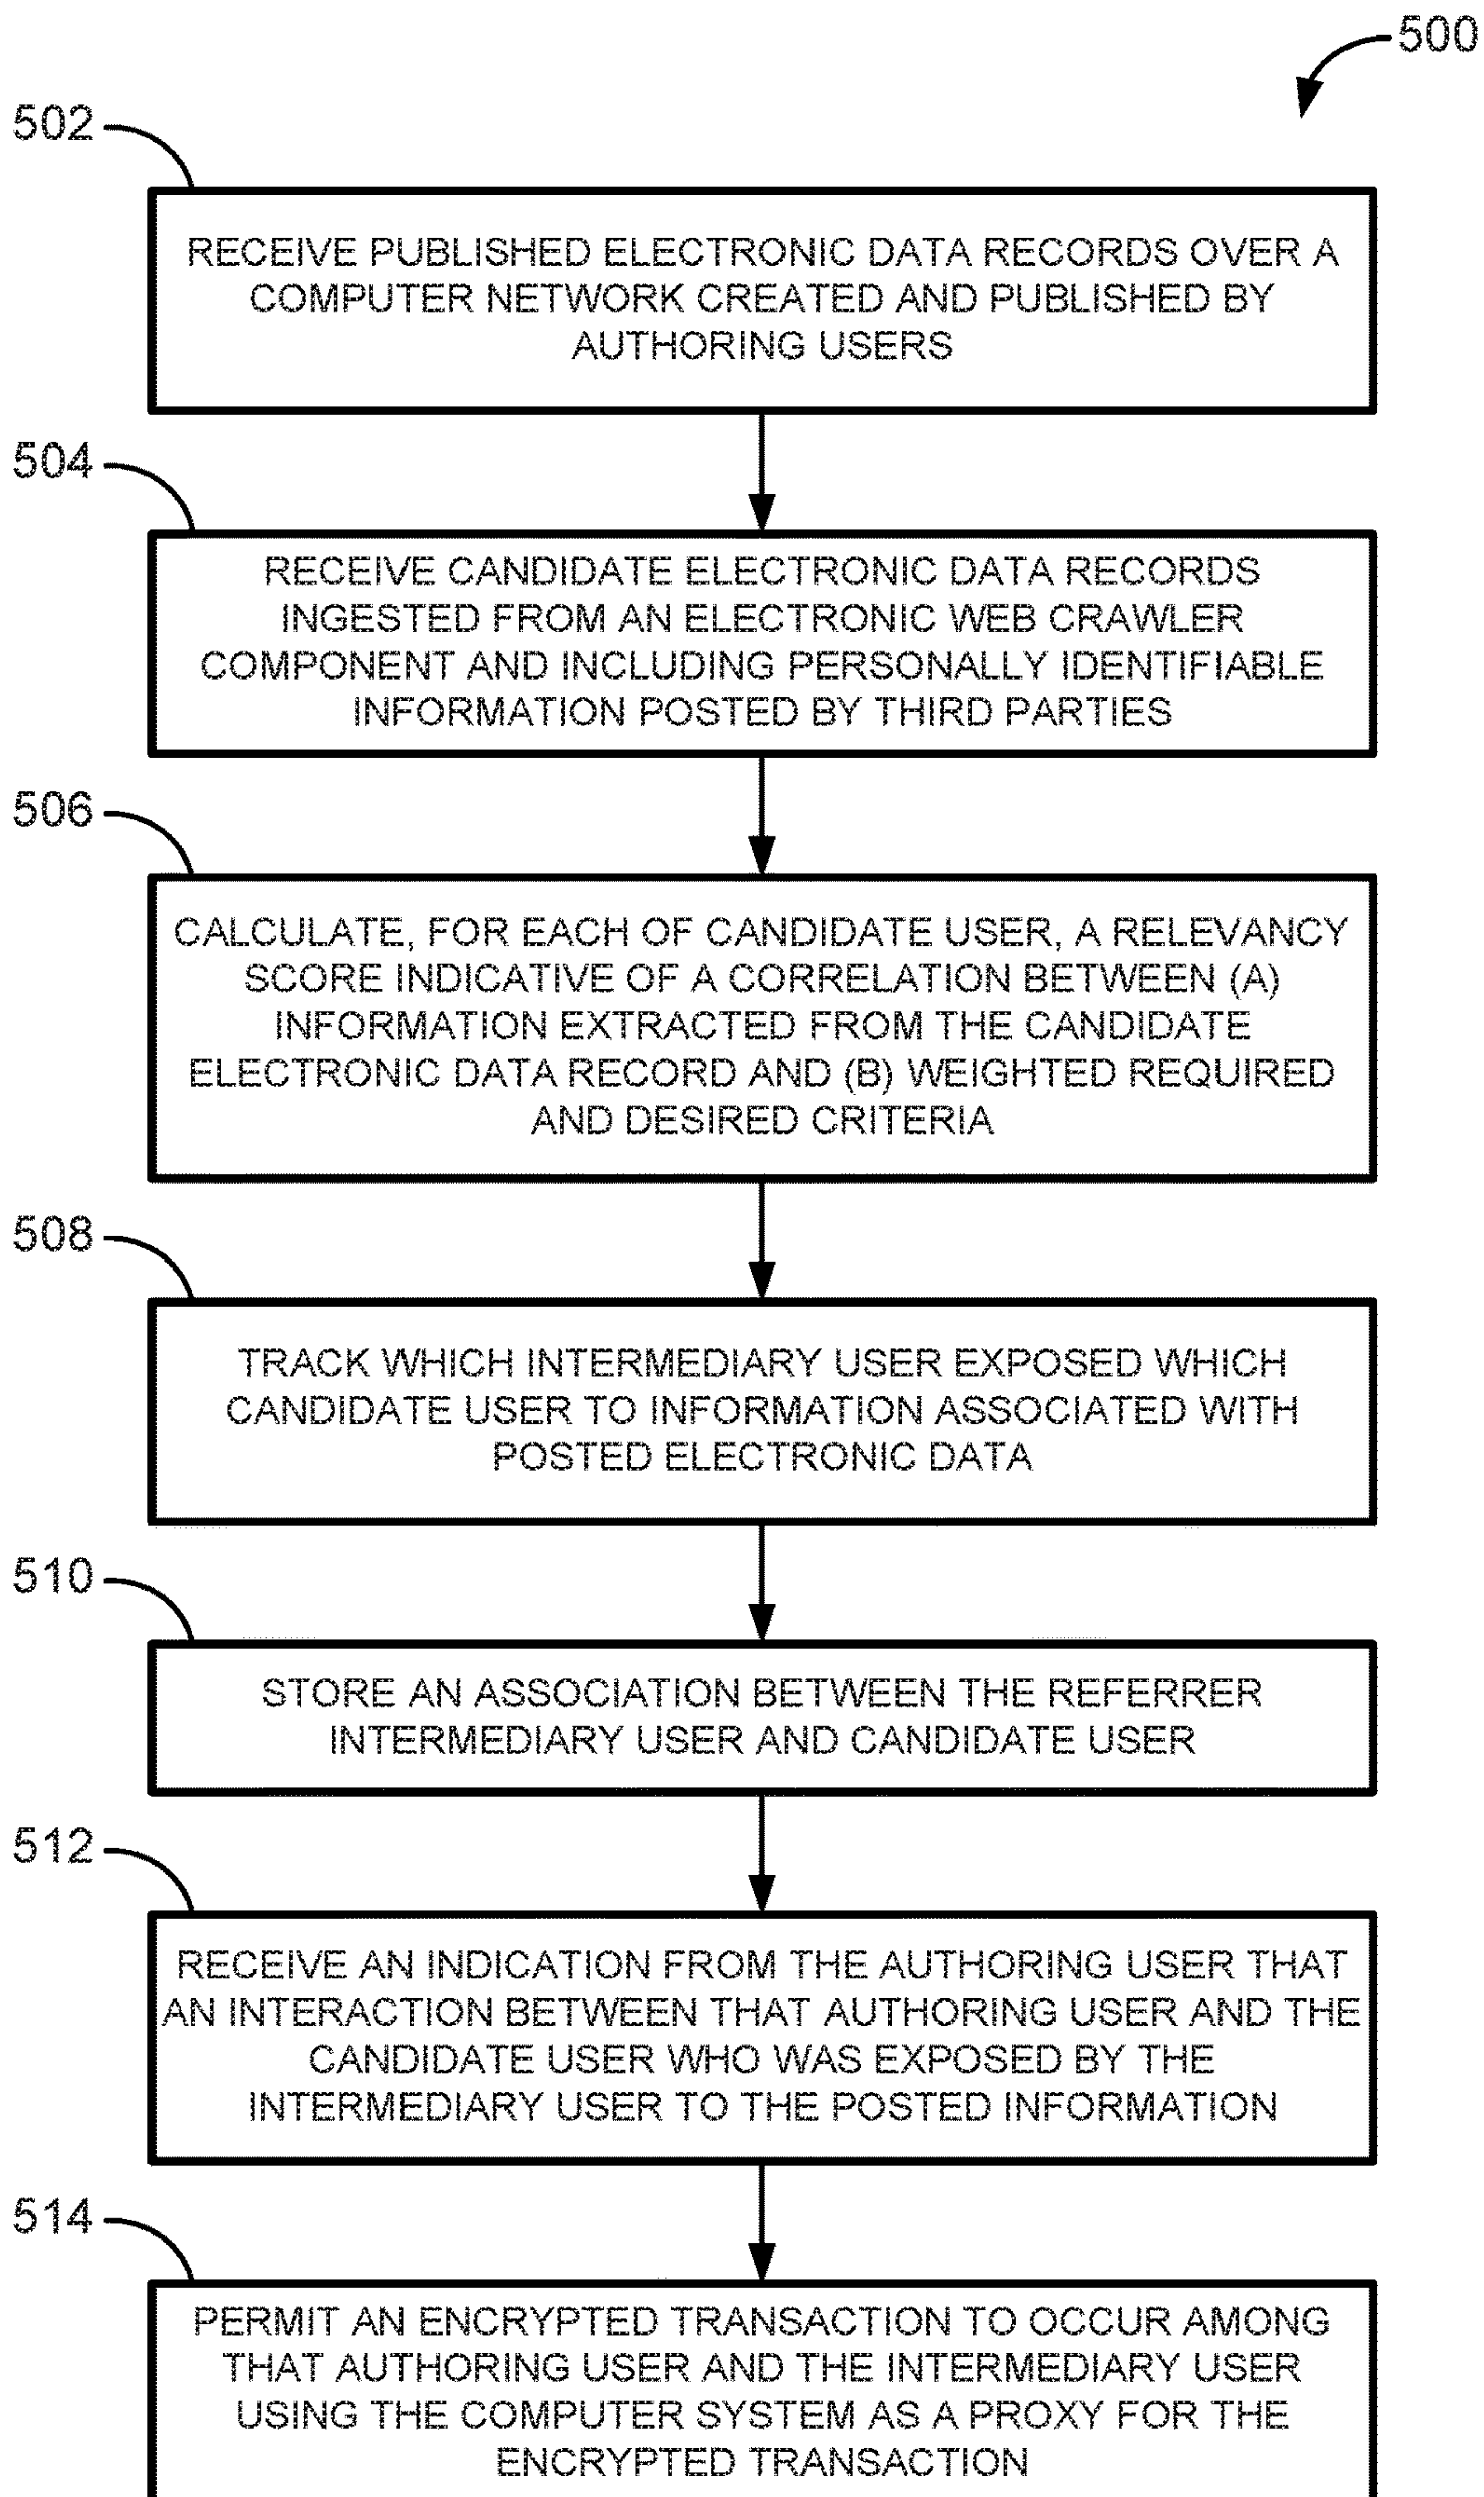 500
502
RECEIVE PUBLISHED ELECTRONIC DATA RECORDS OVER A
COMPUTER NETWORK CREATED AND PUBLISHED BY
AUTHORING USERS
504
RECEIVE CANDIDATE ELECTRONIC DATA RECORDS
INGESTED FROM AN ELECTRONIC WEB CRAWLER
COMPONENT AND INCLUDING PERSONALLY IDENTIFIABLE
INFORMATION POSTED BY THIRD PARTIES
506
CALCULATE, FOR EACH OF CANDIDATE USER, A RELEVANCY
SCORE INDICATIVE OF A CORRELATION BETWEEN (A)
INFORMATION EXTRACTED FROM THE CANDIDATE
ELECTRONIC DATA RECORD AND (B) WEIGHTED REQUIRED
AND DESIRED CRITERIA
508
TRACK WHICH INTERMEDIARY USER EXPOSED WHICH
CANDIDATE USER TO INFORMATION ASSOCIATED WITH
POSTED ELECTRONIC DATA
510
STORE AN ASSOCIATION BETWEEN THE REFERRER
INTERMEDIARY USER AND CANDIDATE USER
512
RECEIVE AN INDICATION FROM THE AUTHORING USER THAT
AN INTERACTION BETWEEN THAT AUTHORING USER AND THE
CANDIDATE USER WHO WAS EXPOSED BY THE
INTERMEDIARY USER TO THE POSTED INFORMATION
514
PERMIT AN ENCRYPTED TRANSACTION TO OCCUR AMONG
THAT AUTHORING USER AND THE INTERMEDIARY USER
USING THE COMPUTER SYSTEM AS A PROXY FOR THE
ENCRYPTED TRANSACTION